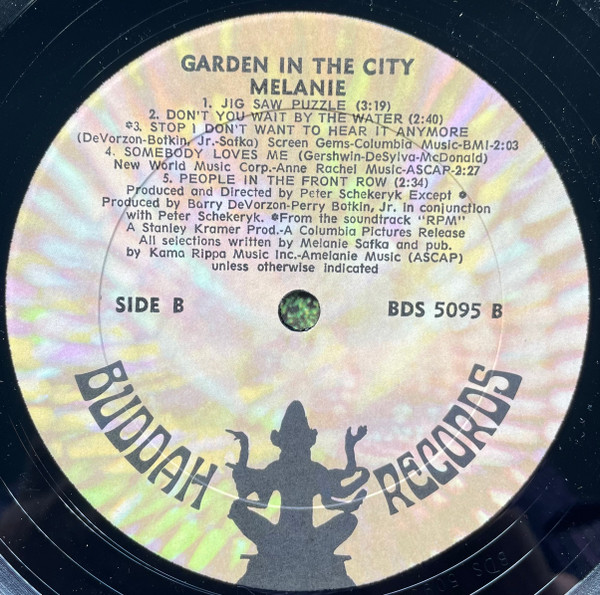 GARDEN IN THE CITY
MELANIE
1. JIG SAW PUZZLE (3:19)
2. DON'T YOU WAIT BY THE WATER (2:40)
*3. STOP I DON'T WANT TO HEAR IT ANYMORE
(DeVorzon-Botkin, Jr.-Safka) Screen Gems-Columbia Music-BMI-2:03
4. SOMEBODY LOVES ME (Gershwin-DeSylva-McDonald)
New World Music Corp.-Anne Rachel Music-ASCAP-2:27
5. PEOPLE IN THE FRONT ROW (2:34)
Produced and Directed by Peter Schekeryk Except *
Produced by Barry DeVorzon-Perry Botkin, Jr. in conjunction
with Peter Schekeryk. *From the soundtrack "RPM"
A Stanley Kramer Prod.-A Columbia Pictures Release
All selections written by Melanie Safka and pub.
by Kama Rippa Music Inc.-Amelanie Music (ASCAP)
unless otherwise indicated
SIDE B
BDS 5095 B
BUDDAH RECORDS